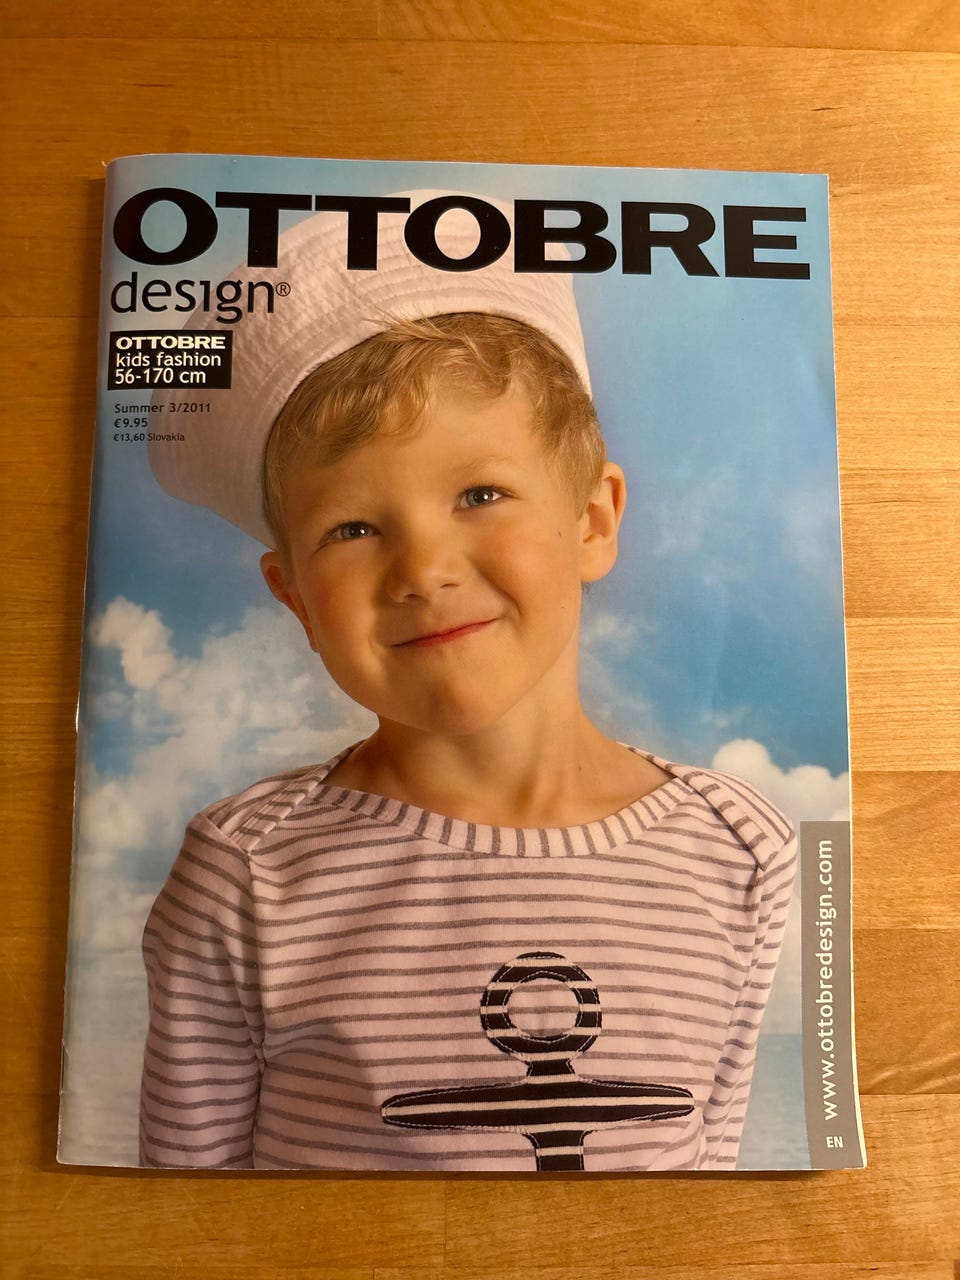 OTTOBRE
design®
OTTOBRE
kids fashion
56-170 cm
Summer 3/2011
€9.95
€13,60 Slovakia
www.ottobredesign.com
EN